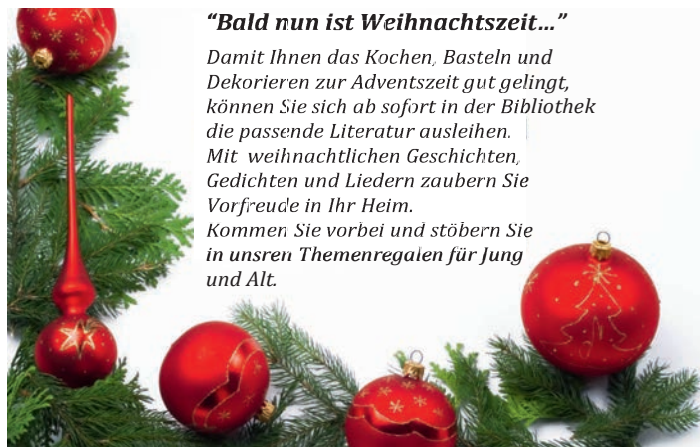 “Bald nun ist Weihnachtszeit...”
Damit Ihnen das Kochen, Basteln und
Dekorieren zur Adventszeit gut gelingt,
können Sie sich ab sofort in der Bibliothek
die passende Literatur ausleihen.
Mit weihnachtlichen Geschichten,
Gedichten und Liedern zaubern Sie
Vorfreude in Ihr Heim.
Kommen Sie vorbei und stöbern Sie
in unsren Themenregalen für Jung
und Alt.